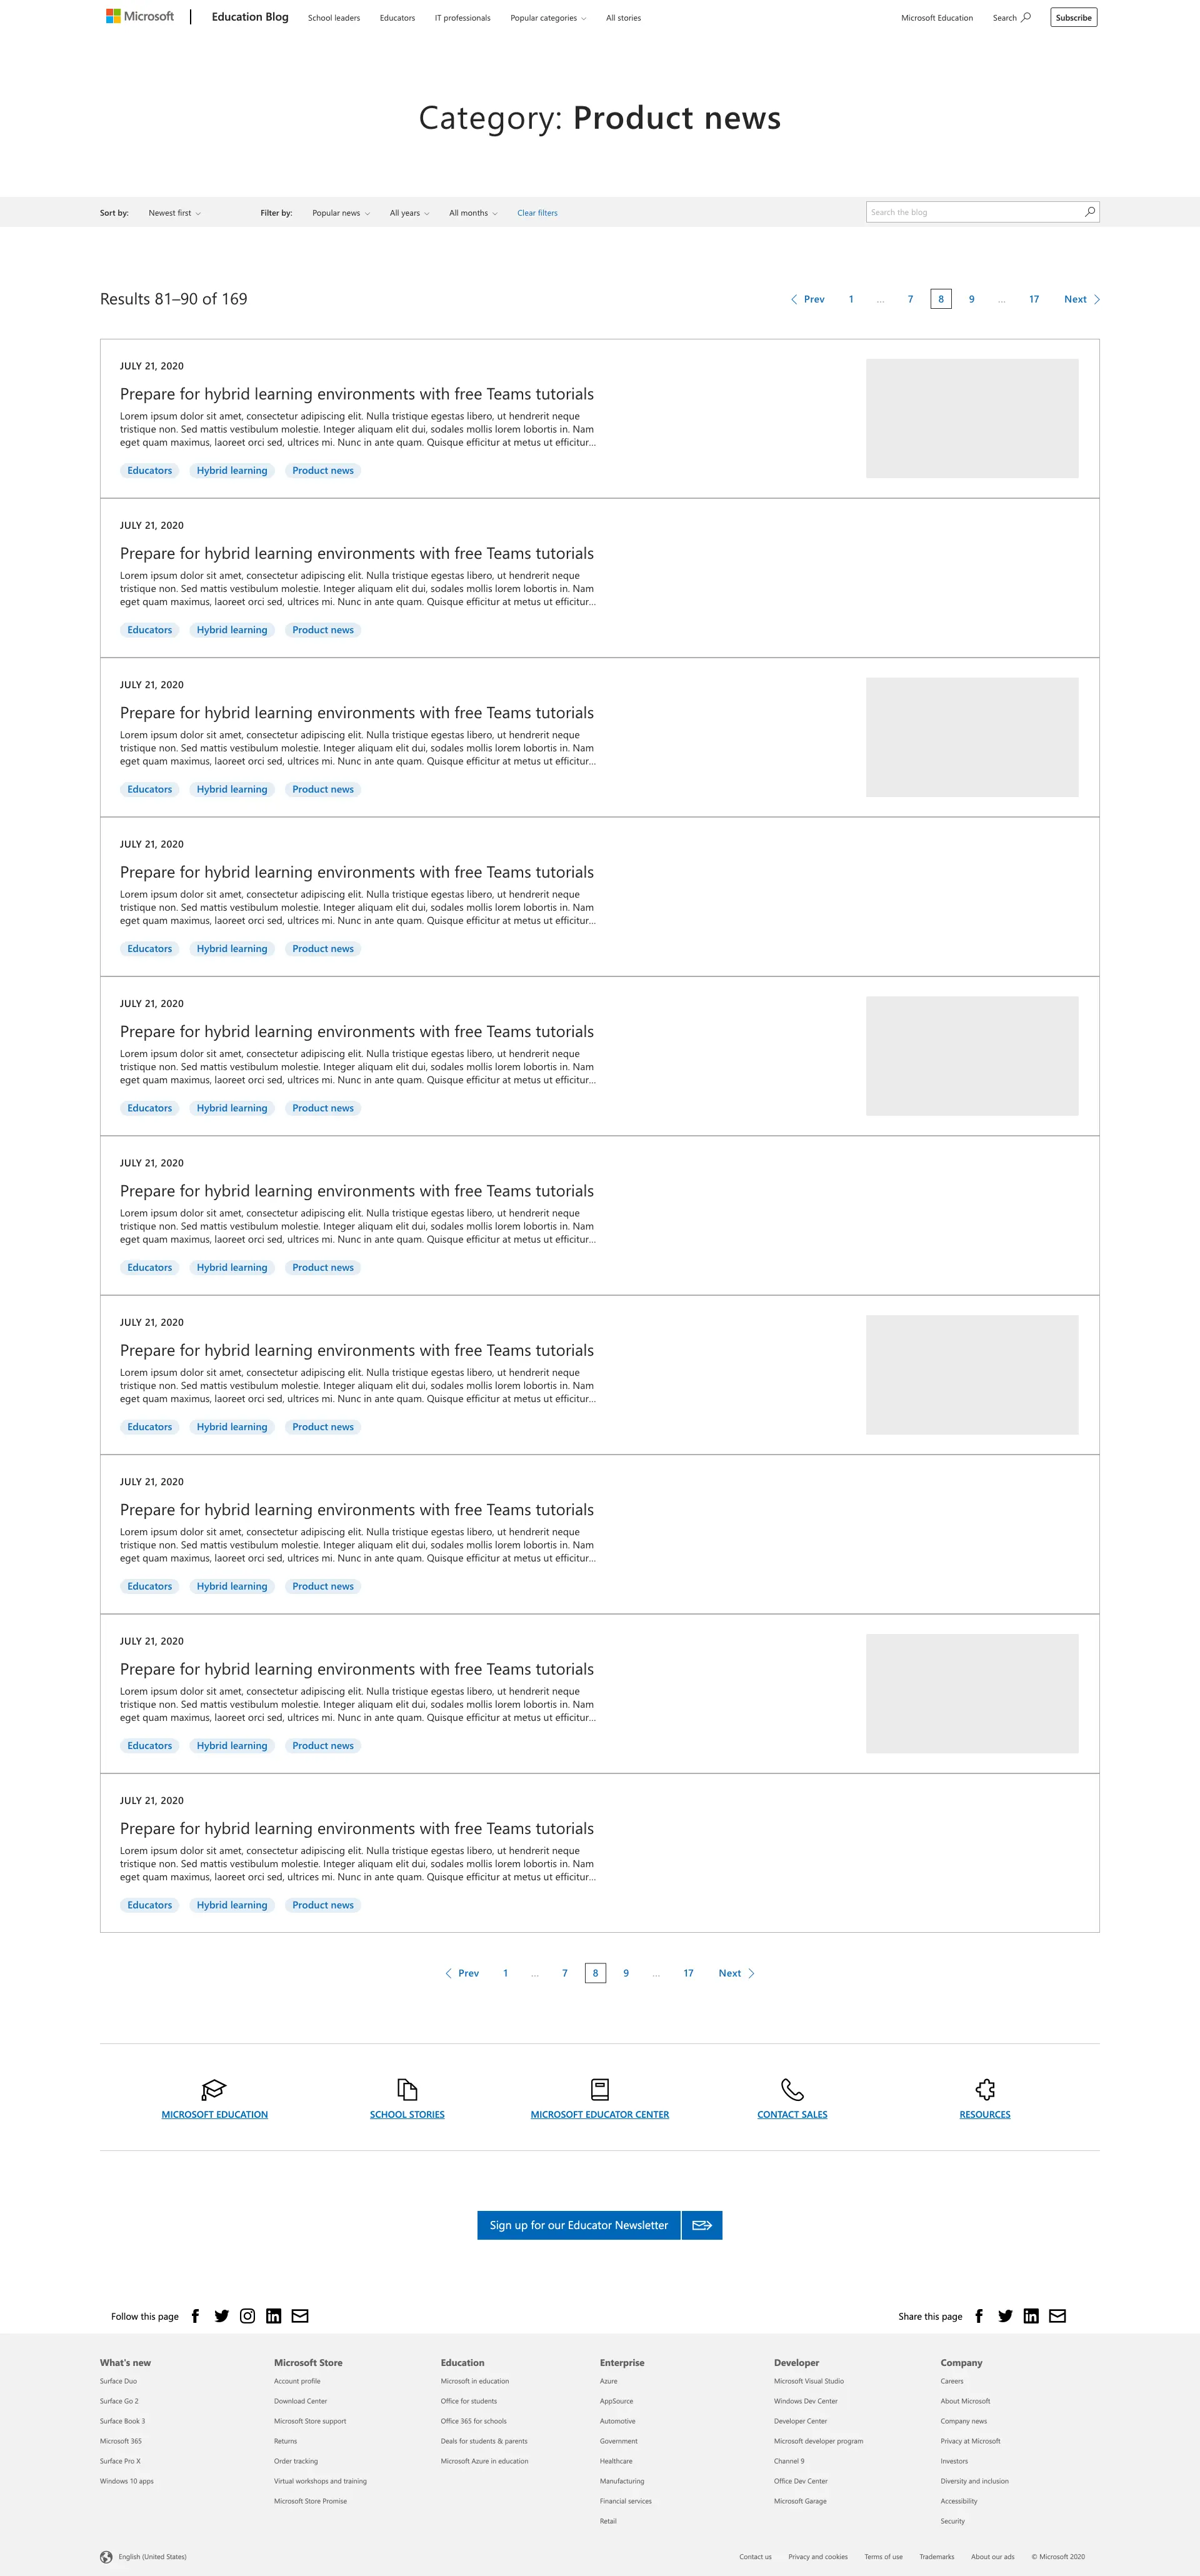 Microsoft
Education Blog
School leaders
Educators
IT professionals
Popular categories
All stories
Microsoft Education
Search
Subscribe
Category: Product news
Sort by:
Newest first
Filter by:
Popular news
All years
All months
Clear filters
Search the blog
Results 81–90 of 169
Prev
1
...
7
8
9
...
17
Next
JULY 21, 2020
Prepare for hybrid learning environments with free Teams tutorials
Lorem ipsum dolor sit amet, consectetur adipiscing elit. Nulla tristique egestas libero, ut hendrerit neque
tristique non. Sed mattis vestibulum molestie. Integer aliquam elit dui, sodales mollis lorem lobortis in. Nam
eget quam maximus, laoreet orci sed, ultrices mi. Nunc in ante quam. Quisque efficitur at metus ut efficitur...
Educators
Hybrid learning
Product news
JULY 21, 2020
Prepare for hybrid learning environments with free Teams tutorials
Lorem ipsum dolor sit amet, consectetur adipiscing elit. Nulla tristique egestas libero, ut hendrerit neque
tristique non. Sed mattis vestibulum molestie. Integer aliquam elit dui, sodales mollis lorem lobortis in. Nam
eget quam maximus, laoreet orci sed, ultrices mi. Nunc in ante quam. Quisque efficitur at metus ut efficitur...
Educators
Hybrid learning
Product news
JULY 21, 2020
Prepare for hybrid learning environments with free Teams tutorials
Lorem ipsum dolor sit amet, consectetur adipiscing elit. Nulla tristique egestas libero, ut hendrerit neque
tristique non. Sed mattis vestibulum molestie. Integer aliquam elit dui, sodales mollis lorem lobortis in. Nam
eget quam maximus, laoreet orci sed, ultrices mi. Nunc in ante quam. Quisque efficitur at metus ut efficitur...
Educators
Hybrid learning
Product news
JULY 21, 2020
Prepare for hybrid learning environments with free Teams tutorials
Lorem ipsum dolor sit amet, consectetur adipiscing elit. Nulla tristique egestas libero, ut hendrerit neque
tristique non. Sed mattis vestibulum molestie. Integer aliquam elit dui, sodales mollis lorem lobortis in. Nam
eget quam maximus, laoreet orci sed, ultrices mi. Nunc in ante quam. Quisque efficitur at metus ut efficitur...
Educators
Hybrid learning
Product news
JULY 21, 2020
Prepare for hybrid learning environments with free Teams tutorials
Lorem ipsum dolor sit amet, consectetur adipiscing elit. Nulla tristique egestas libero, ut hendrerit neque
tristique non. Sed mattis vestibulum molestie. Integer aliquam elit dui, sodales mollis lorem lobortis in. Nam
eget quam maximus, laoreet orci sed, ultrices mi. Nunc in ante quam. Quisque efficitur at metus ut efficitur...
Educators
Hybrid learning
Product news
JULY 21, 2020
Prepare for hybrid learning environments with free Teams tutorials
Lorem ipsum dolor sit amet, consectetur adipiscing elit. Nulla tristique egestas libero, ut hendrerit neque
tristique non. Sed mattis vestibulum molestie. Integer aliquam elit dui, sodales mollis lorem lobortis in. Nam
eget quam maximus, laoreet orci sed, ultrices mi. Nunc in ante quam. Quisque efficitur at metus ut efficitur...
Educators
Hybrid learning
Product news
JULY 21, 2020
Prepare for hybrid learning environments with free Teams tutorials
Lorem ipsum dolor sit amet, consectetur adipiscing elit. Nulla tristique egestas libero, ut hendrerit neque
tristique non. Sed mattis vestibulum molestie. Integer aliquam elit dui, sodales mollis lorem lobortis in. Nam
eget quam maximus, laoreet orci sed, ultrices mi. Nunc in ante quam. Quisque efficitur at metus ut efficitur...
Educators
Hybrid learning
Product news
JULY 21, 2020
Prepare for hybrid learning environments with free Teams tutorials
Lorem ipsum dolor sit amet, consectetur adipiscing elit. Nulla tristique egestas libero, ut hendrerit neque
tristique non. Sed mattis vestibulum molestie. Integer aliquam elit dui, sodales mollis lorem lobortis in. Nam
eget quam maximus, laoreet orci sed, ultrices mi. Nunc in ante quam. Quisque efficitur at metus ut efficitur...
Educators
Hybrid learning
Product news
JULY 21, 2020
Prepare for hybrid learning environments with free Teams tutorials
Lorem ipsum dolor sit amet, consectetur adipiscing elit. Nulla tristique egestas libero, ut hendrerit neque
tristique non. Sed mattis vestibulum molestie. Integer aliquam elit dui, sodales mollis lorem lobortis in. Nam
eget quam maximus, laoreet orci sed, ultrices mi. Nunc in ante quam. Quisque efficitur at metus ut efficitur...
Educators
Hybrid learning
Product news
JULY 21, 2020
Prepare for hybrid learning environments with free Teams tutorials
Lorem ipsum dolor sit amet, consectetur adipiscing elit. Nulla tristique egestas libero, ut hendrerit neque
tristique non. Sed mattis vestibulum molestie. Integer aliquam elit dui, sodales mollis lorem lobortis in. Nam
eget quam maximus, laoreet orci sed, ultrices mi. Nunc in ante quam. Quisque efficitur at metus ut efficitur...
Educators
Hybrid learning
Product news
Prev
1
...
7
8
9
...
17
Next
MICROSOFT EDUCATION
SCHOOL STORIES
MICROSOFT EDUCATOR CENTER
CONTACT SALES
RESOURCES
Sign up for our Educator Newsletter
Follow this page
Share this page
What's new
Surface Duo
Surface Go 2
Surface Book 3
Microsoft 365
Surface Pro X
Windows 10 apps
Microsoft Store
Account profile
Download Center
Microsoft Store support
Returns
Order tracking
Virtual workshops and training
Microsoft Store Promise
Education
Microsoft in education
Office for students
Office 365 for schools
Deals for students & parents
Microsoft Azure in education
Enterprise
Azure
AppSource
Automotive
Government
Healthcare
Manufacturing
Financial services
Retail
Developer
Microsoft Visual Studio
Windows Dev Center
Developer Center
Microsoft developer program
Channel 9
Office Dev Center
Microsoft Garage
Company
Careers
About Microsoft
Company news
Privacy at Microsoft
Investors
Diversity and inclusion
Accessibility
Security
English (United States)
Contact us
Privacy and cookies
Terms of use
Trademarks
About our ads
© Microsoft 2020